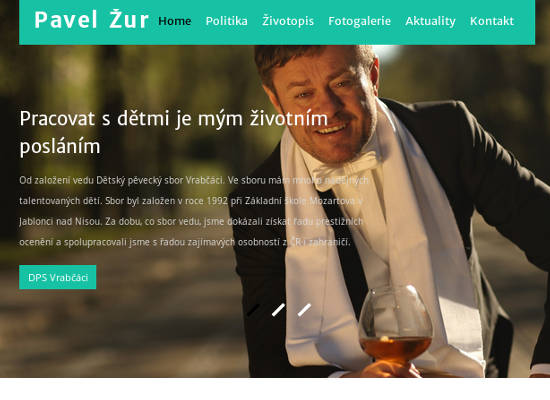 Pavel Žur
Home Politika Životopis Fotogalerie Aktuality Kontakt
Pracovat s dětmi je mým životním
posláním
Od založení vedu Dětský pěvecký sbor Vrabčáci. Ve sboru mám mnoho nadějných
talentovaných dětí. Sbor byl založen v roce 1992 při Základní škole Mozartova v
Jablonci nad Nisou. Za dobu, co sbor vedu, jsme dokázali získat řadu prestižních
ocenění a spolupracovali jsme s řadou zajímavých osobností z ČR i zahraničí.
DPS Vrabčáci